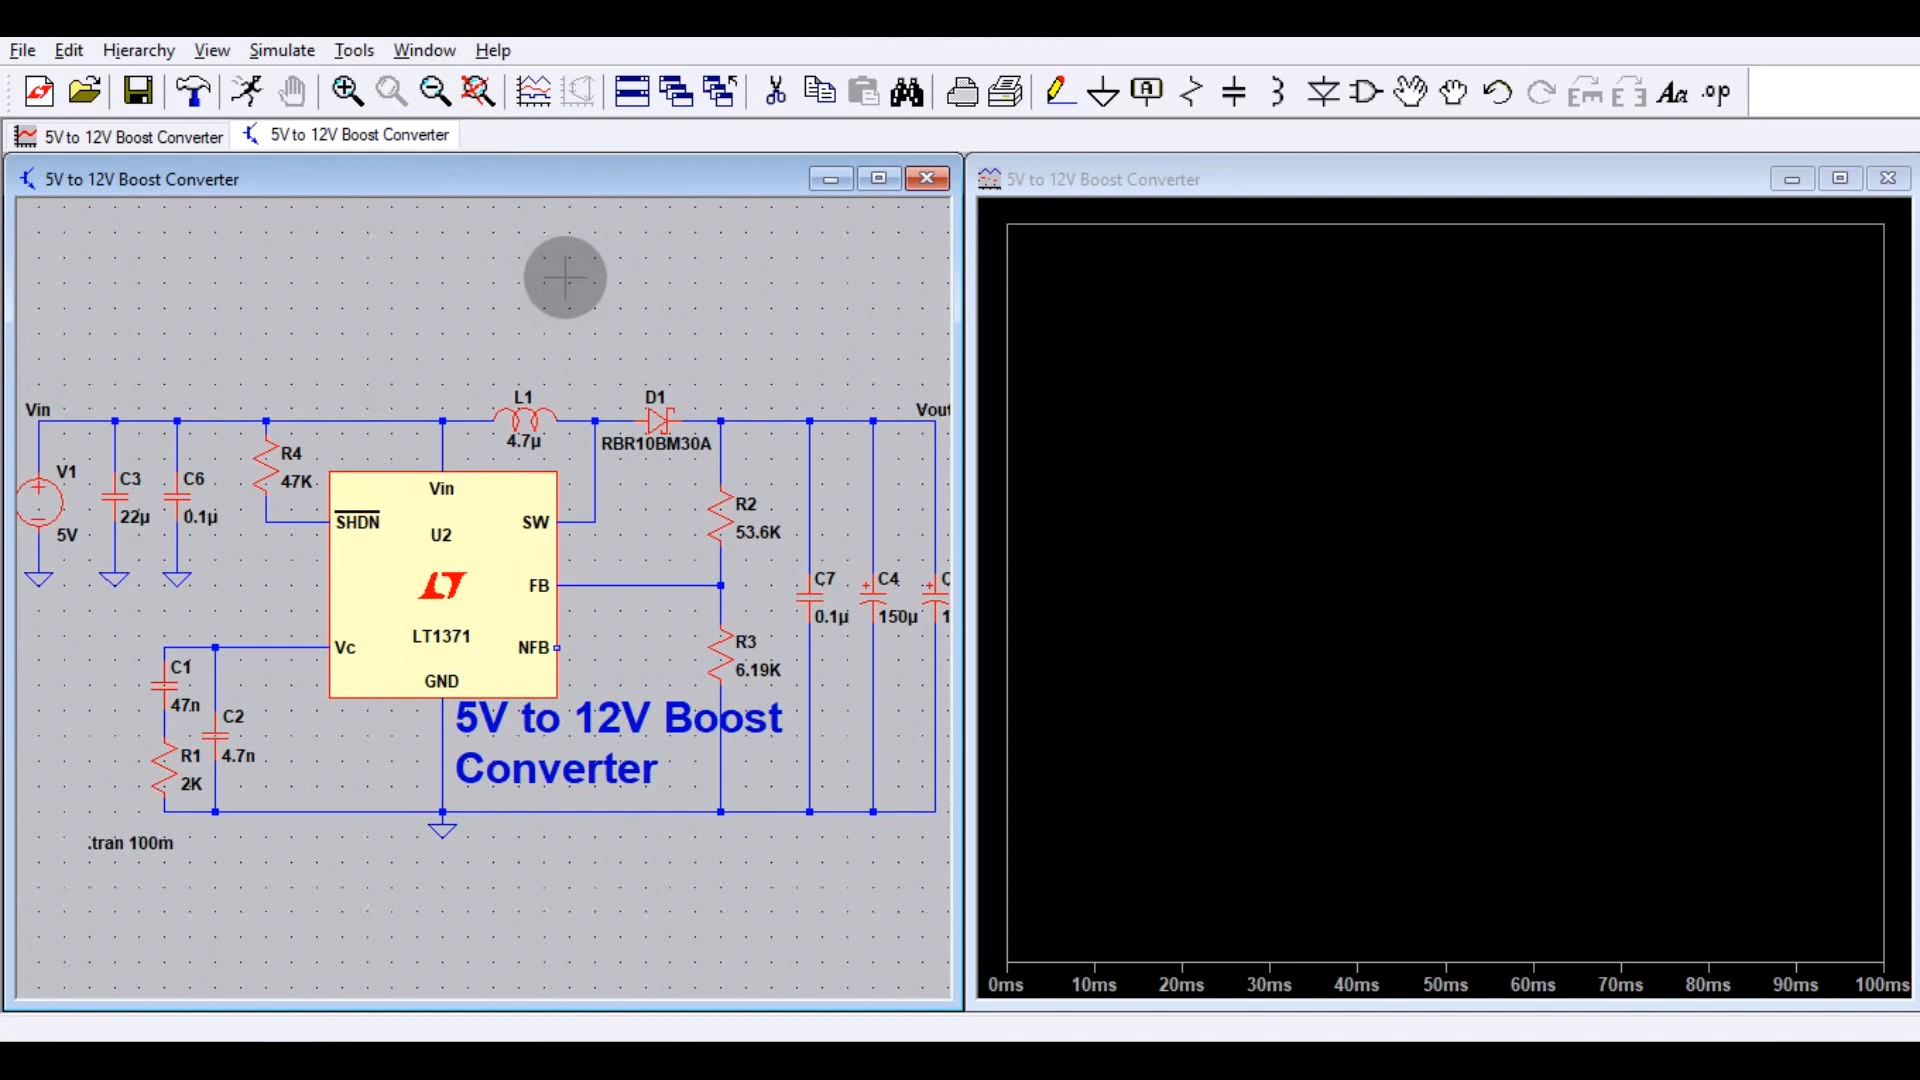 File Edit Hierarchy View Simulate Tools Window Help
A Aa .op
5V to 12V Boost Converter 5V to 12V Boost Converter
5V to 12V Boost Converter
5V to 12V Boost Converter
L1 D1
Vin Vout
4.7µ RBR10BM30A
R4
47K
V1
5V
C3
22µ
C6
0.1µ
Vin
SHDN
SW
U2
FB
LT1371
Vc
NFB
GND
R2
53.6K
C7
0.1µ
C4
150µ
R3
6.19K
C1
47n
C2
4.7n
R1
2K
5V to 12V Boost
Converter
.tran 100m
0ms 10ms 20ms 30ms 40ms 50ms 60ms 70ms 80ms 90ms 100ms